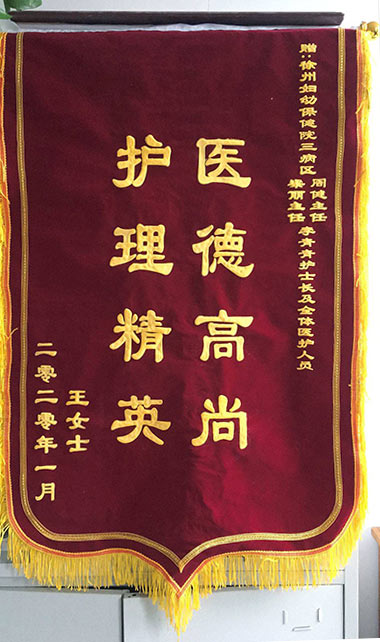 赠：徐州妇幼保健院三病区
周健主任
梁丽主任
李青青护士长及全体医护人员
医德高尚
护理精英
王女士
二零二零年一月